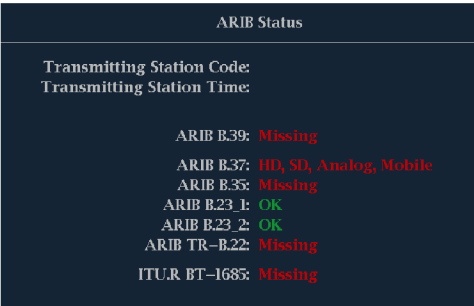 ARIB Status
Transmitting Station Code:
Transmitting Station Time:
ARIB B.39: Missing
ARIB B.37: HD, SD, Analog, Mobile
ARIB B.35: Missing
ARIB B.23_1: OK
ARIB B.23_2: OK
ARIB TR-B.22: Missing
ITU.R BT-1685: Missing